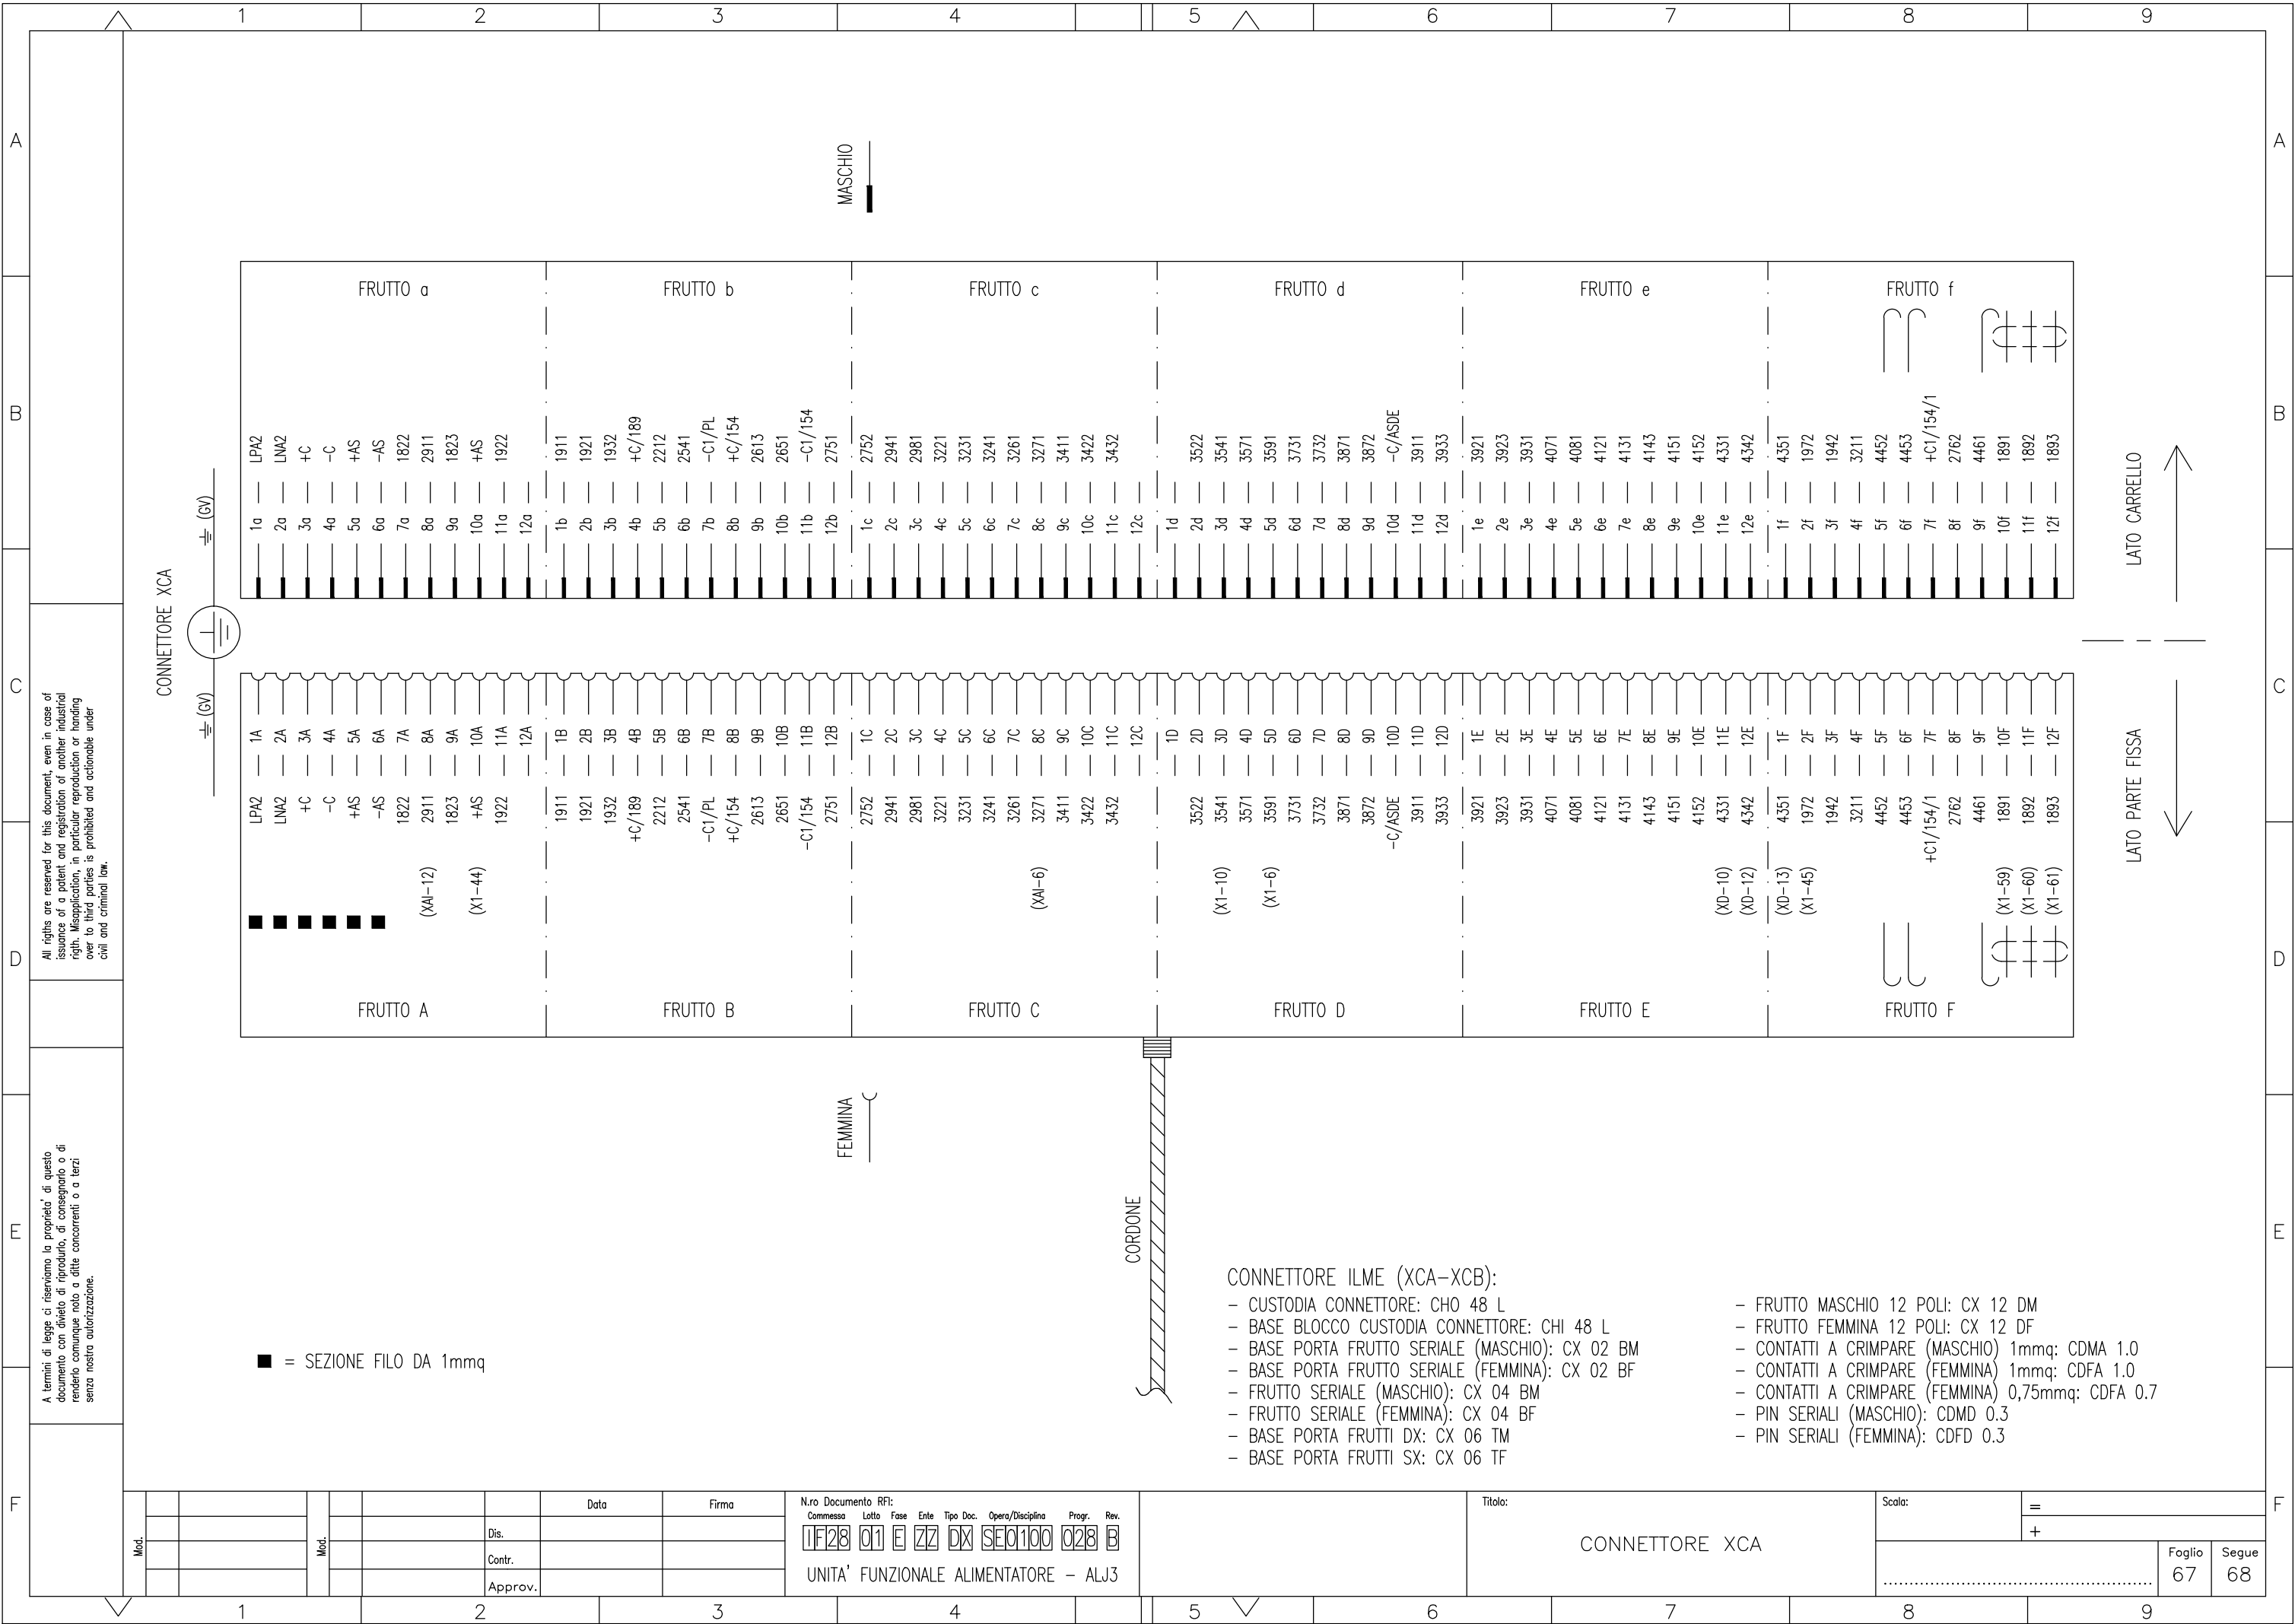 1 2 3 4 5 6 7 8 9
A A
B B
C C
D D
E E
F F
MASCHIO
FRUTTO a FRUTTO b FRUTTO c FRUTTO d FRUTTO e FRUTTO f
LPA2 LNA2 +C -C +AS -AS 1822 2911 1823 +AS 1922
1911 1921 1932 +C/189 2212 2541 -C1/PL +C/154 2613 2651 -C1/154 2751
2752 2941 2981 3221 3231 3241 3261 3271 3411 3422 3432
3522 3541 3571 3591 3731 3732 3871 3872 -C/ASDE 3911 3933
3921 3923 3931 4071 4081 4121 4131 4143 4151 4152 4331 4342
4351 1972 1942 3211 4452 4453 +C1/154/1 2762 4461 1891 1892 1893
1a 2a 3a 4a 5a 6a 7a 8a 9a 10a 11a 12a
1b 2b 3b 4b 5b 6b 7b 8b 9b 10b 11b 12b
1c 2c 3c 4c 5c 6c 7c 8c 9c 10c 11c 12c
1d 2d 3d 4d 5d 6d 7d 8d 9d 10d 11d 12d
1e 2e 3e 4e 5e 6e 7e 8e 9e 10e 11e 12e
1f 2f 3f 4f 5f 6f 7f 8f 9f 10f 11f 12f
(GV)
CONNETTORE XCA
(GV)
LATO CARRELLO
LATO PARTE FISSA
1A 2A 3A 4A 5A 6A 7A 8A 9A 10A 11A 12A
1B 2B 3B 4B 5B 6B 7B 8B 9B 10B 11B 12B
1C 2C 3C 4C 5C 6C 7C 8C 9C 10C 11C 12C
1D 2D 3D 4D 5D 6D 7D 8D 9D 10D 11D 12D
1E 2E 3E 4E 5E 6E 7E 8E 9E 10E 11E 12E
1F 2F 3F 4F 5F 6F 7F 8F 9F 10F 11F 12F
LPA2 LNA2 +C -C +AS -AS 1822 2911 1823 +AS 1922
1911 1921 1932 +C/189 2212 2541 -C1/PL +C/154 2613 2651 -C1/154 2751
2752 2941 2981 3221 3231 3241 3261 3271 3411 3422 3432
3522 3541 3571 3591 3731 3732 3871 3872 -C/ASDE 3911 3933
3921 3923 3931 4071 4081 4121 4131 4143 4151 4152 4331 4342
4351 1972 1942 3211 4452 4453 +C1/154/1 2762 4461 1891 1892 1893
(XAI-12) (X1-44) (XAI-6) (X1-10) (X1-6) (XD-10) (XD-12) (XD-13) (X1-45) (X1-59) (X1-60) (X1-61)
FRUTTO A FRUTTO B FRUTTO C FRUTTO D FRUTTO E FRUTTO F
FEMMINA
CORDONE
■ = SEZIONE FILO DA 1mmq
CONNETTORE ILME (XCA-XCB):
- CUSTODIA CONNETTORE: CHO 48 L
- BASE BLOCCO CUSTODIA CONNETTORE: CHI 48 L
- BASE PORTA FRUTTO SERIALE (MASCHIO): CX 02 BM
- BASE PORTA FRUTTO SERIALE (FEMMINA): CX 02 BF
- FRUTTO SERIALE (MASCHIO): CX 04 BM
- FRUTTO SERIALE (FEMMINA): CX 04 BF
- BASE PORTA FRUTTI DX: CX 06 TM
- BASE PORTA FRUTTI SX: CX 06 TF
- FRUTTO MASCHIO 12 POLI: CX 12 DM
- FRUTTO FEMMINA 12 POLI: CX 12 DF
- CONTATTI A CRIMPARE (MASCHIO) 1mmq: CDMA 1.0
- CONTATTI A CRIMPARE (FEMMINA) 1mmq: CDFA 1.0
- CONTATTI A CRIMPARE (FEMMINA) 0,75mmq: CDFA 0.7
- PIN SERIALI (MASCHIO): CDMD 0.3
- PIN SERIALI (FEMMINA): CDFD 0.3
All rigths are reserved for this document, even in case of
issuance of a patent and registration of another industrial
rigth. Misapplication, in particular reproduction or handing
over to third parties is prohibited and actionable under
civil and criminal law.
A termini di legge ci riserviamo la proprieta' di questo
documento con divieto di riprodurlo, di consegnarlo o di
renderlo comunque noto a ditte concorrenti o a terzi
senza nostra autorizzazione.
Mod. Mod.
Data Firma
Dis.
Contr.
Approv.
N.ro Documento RFI:
Commessa Lotto Fase Ente Tipo Doc. Opera/Disciplina Progr. Rev.
IF28 01 E ZZ DX SE0100 028 B
UNITA' FUNZIONALE ALIMENTATORE - ALJ3
Titolo:
CONNETTORE XCA
Scala:
=
+
Foglio Segue
67 68
1 2 3 4 5 6 7 8 9